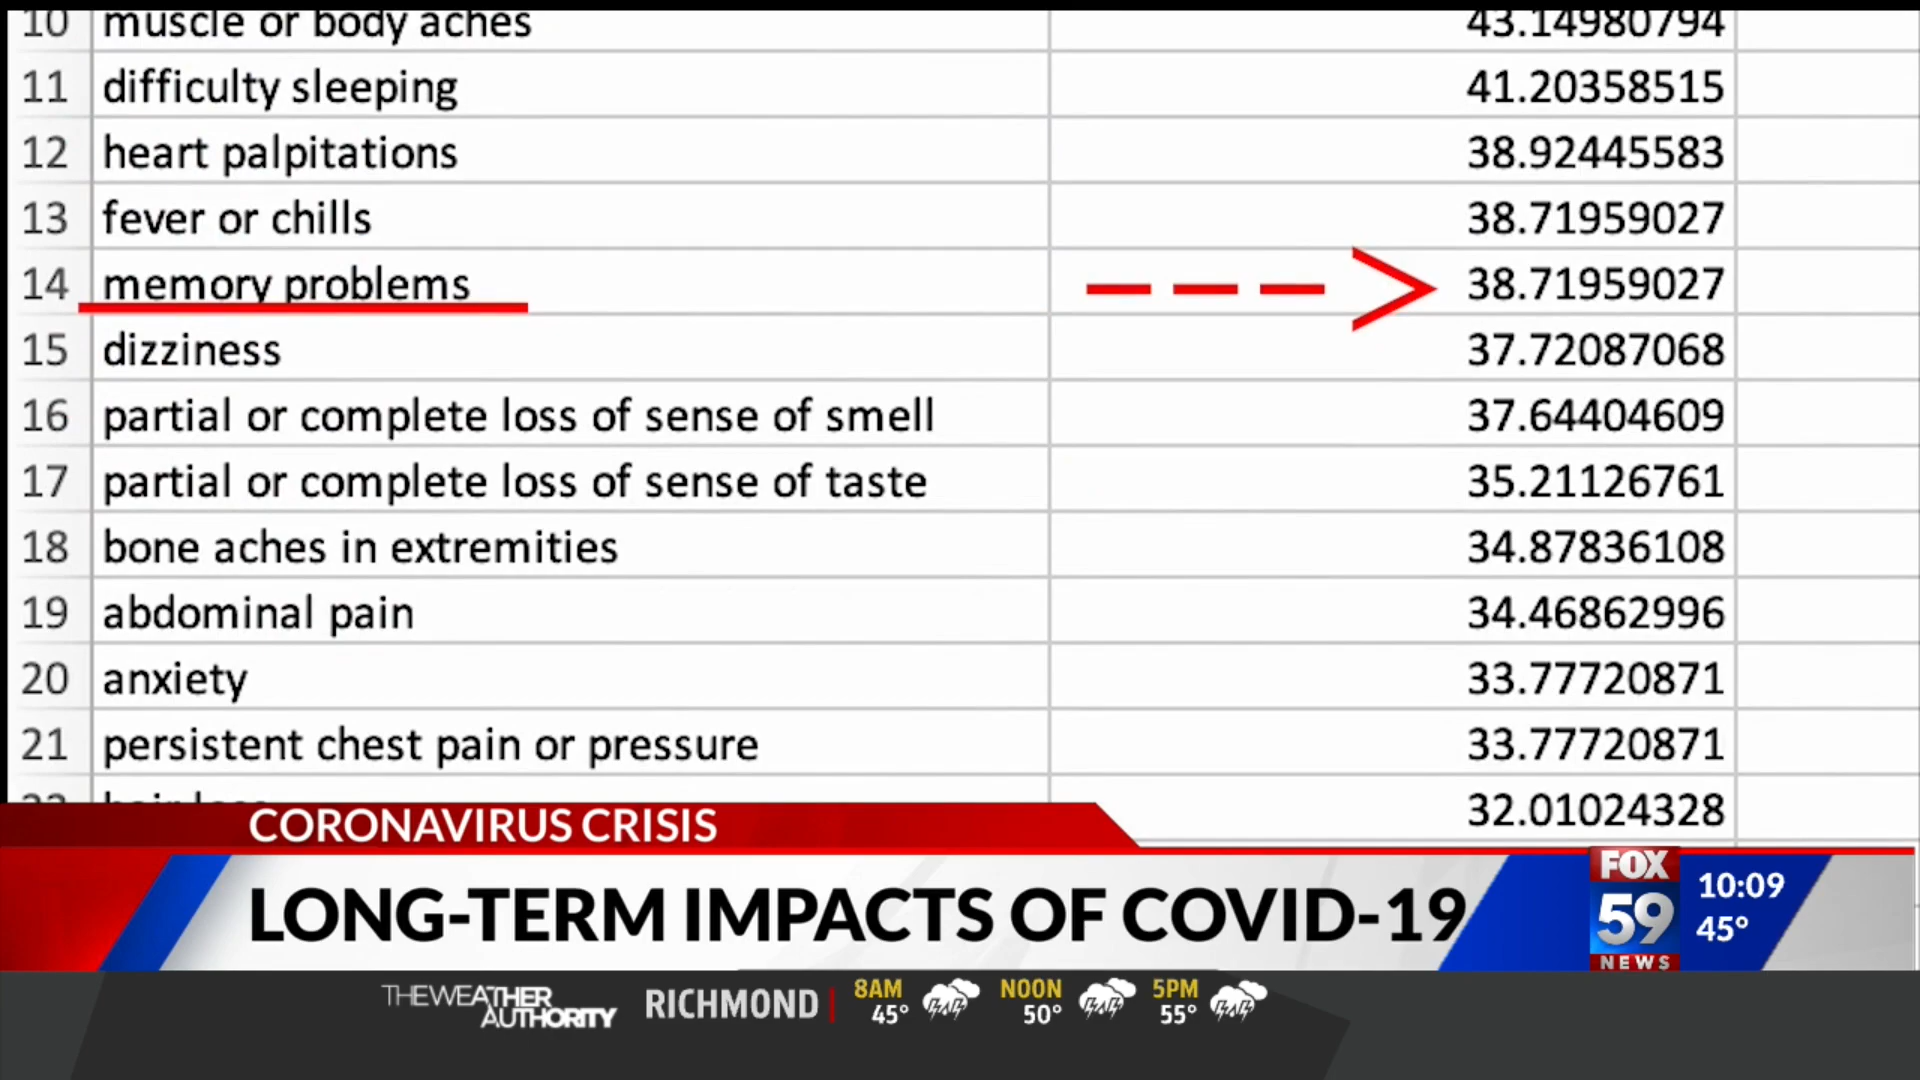 10 muscle or body aches 43.14980794
11 difficulty sleeping 41.20358515
12 heart palpitations 38.92445583
13 fever or chills 38.71959027
14 memory problems 38.71959027
15 dizziness 37.72087068
16 partial or complete loss of sense of smell 37.64404609
17 partial or complete loss of sense of taste 35.21126761
18 bone aches in extremities 34.87836108
19 abdominal pain 34.46862996
20 anxiety 33.77720871
21 persistent chest pain or pressure 33.77720871
32.01024328
CORONAVIRUS CRISIS
LONG-TERM IMPACTS OF COVID-19
FOX
59
NEWS
10:09
45°
THE WEATHER
AUTHORITY
RICHMOND
8AM
45°
NOON
50°
5PM
55°